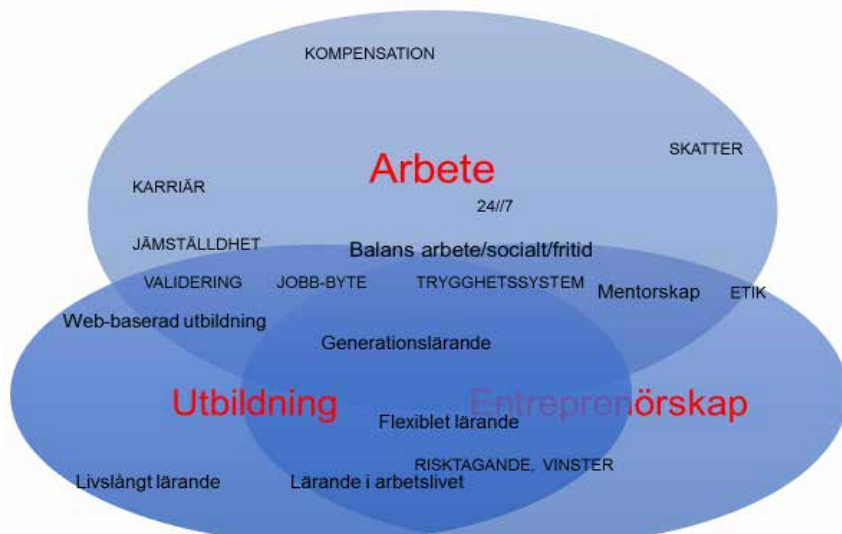 KOMPENSATION
SKATTER
Arbete
KARRIÄR
24//7
JÄMSTÄLLDHET
Balans arbete/socialt/fritid
VALIDERING JOBB-BYTE TRYGGHETSSYSTEM
Mentorskap ETIK
Web-baserad utbildning
Generationslärande
Utbildning Entreprenörskap
Flexiblet lärande
RISKTAGANDE, VINSTER
Livslångt lärande Lärande i arbetslivet